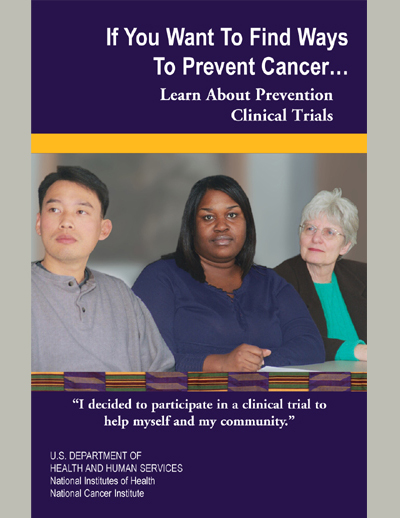 If You Want To Find Ways
To Prevent Cancer…
Learn About Prevention
Clinical Trials
“I decided to participate in a clinical trial to
help myself and my community.”
U.S. DEPARTMENT OF
HEALTH AND HUMAN SERVICES
National Institutes of Health
National Cancer Institute